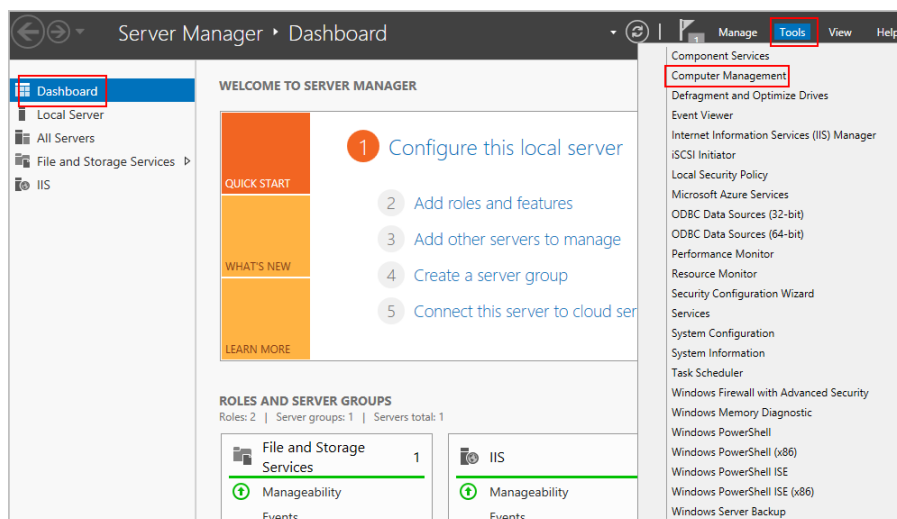 Server Manager ‣ Dashboard
1
Manage
Tools
View
Help
Dashboard
Local Server
All Servers
File and Storage Services
IIS
WELCOME TO SERVER MANAGER
QUICK START
WHAT'S NEW
LEARN MORE
1 Configure this local server
2 Add roles and features
3 Add other servers to manage
4 Create a server group
5 Connect this server to cloud ser
ROLES AND SERVER GROUPS
Roles: 2 | Server groups: 1 | Servers total: 1
File and Storage
Services
1
Manageability
Events
IIS
Manageability
Events
Component Services
Computer Management
Defragment and Optimize Drives
Event Viewer
Internet Information Services (IIS) Manager
iSCSI Initiator
Local Security Policy
Microsoft Azure Services
ODBC Data Sources (32-bit)
ODBC Data Sources (64-bit)
Performance Monitor
Resource Monitor
Security Configuration Wizard
Services
System Configuration
System Information
Task Scheduler
Windows Firewall with Advanced Security
Windows Memory Diagnostic
Windows PowerShell
Windows PowerShell (x86)
Windows PowerShell ISE
Windows PowerShell ISE (x86)
Windows Server Backup